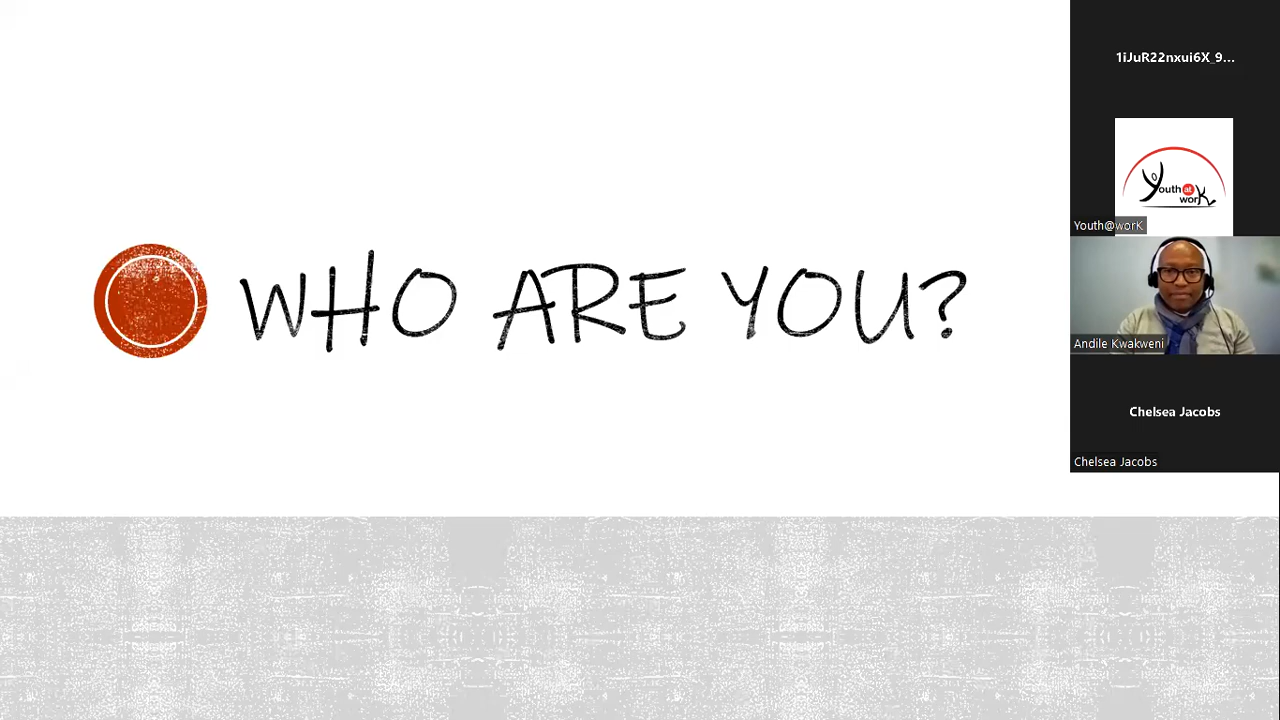 WHO ARE YOU?
1iJuR22nxui6X_9...
Youth at worK
Youth@worK
Andile Kwakweni
Chelsea Jacobs
Chelsea Jacobs